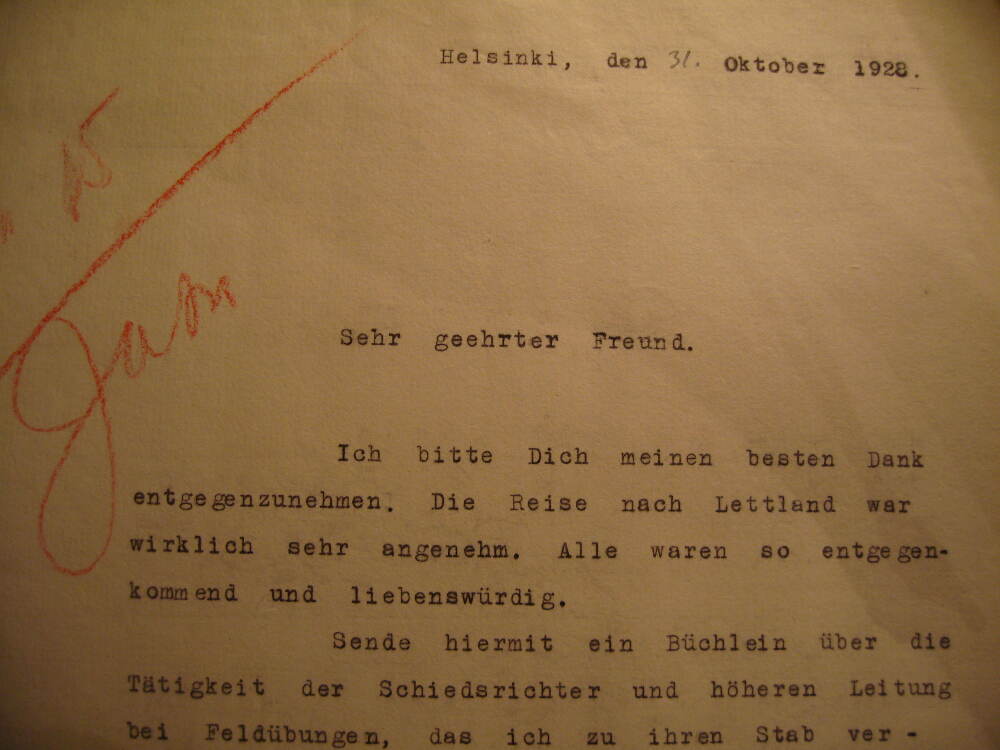 Helsinki, den 31. Oktober 1928.
Sehr geehrter Freund.
Ich bitte Dich meinen besten Dank
entgegenzunehmen. Die Reise nach Lettland war
wirklich sehr angenehm. Alle waren so entgegen-
kommend und liebenswürdig.
Sende hiermit ein Büchlein über die
Tätigkeit der Schiedsrichter und höheren Leitung
bei Feldübungen, das ich zu ihren Stab ver -